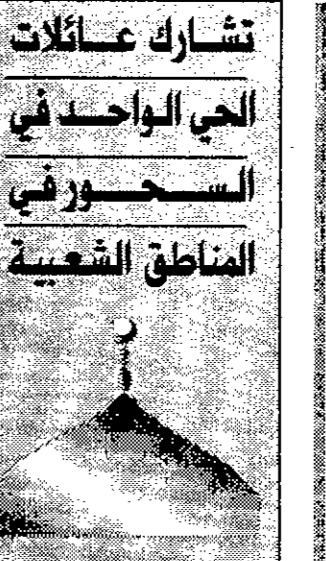 تشارك عائلات
الحي الواحد في
السحور في
المناطق الشعبية